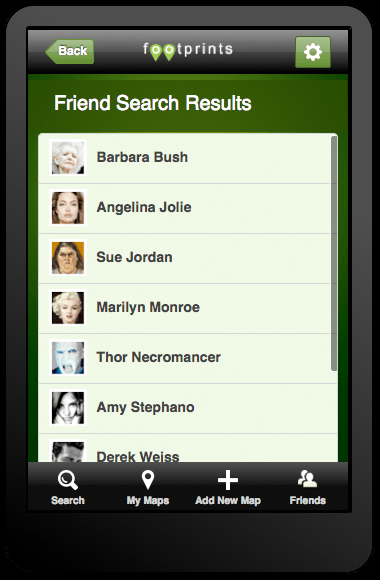 Back
footprints
Friend Search Results
Barbara Bush
Angelina Jolie
Sue Jordan
Marilyn Monroe
Thor Necromancer
Amy Stephano
Derek Weiss
Search My Maps Add New Map Friends